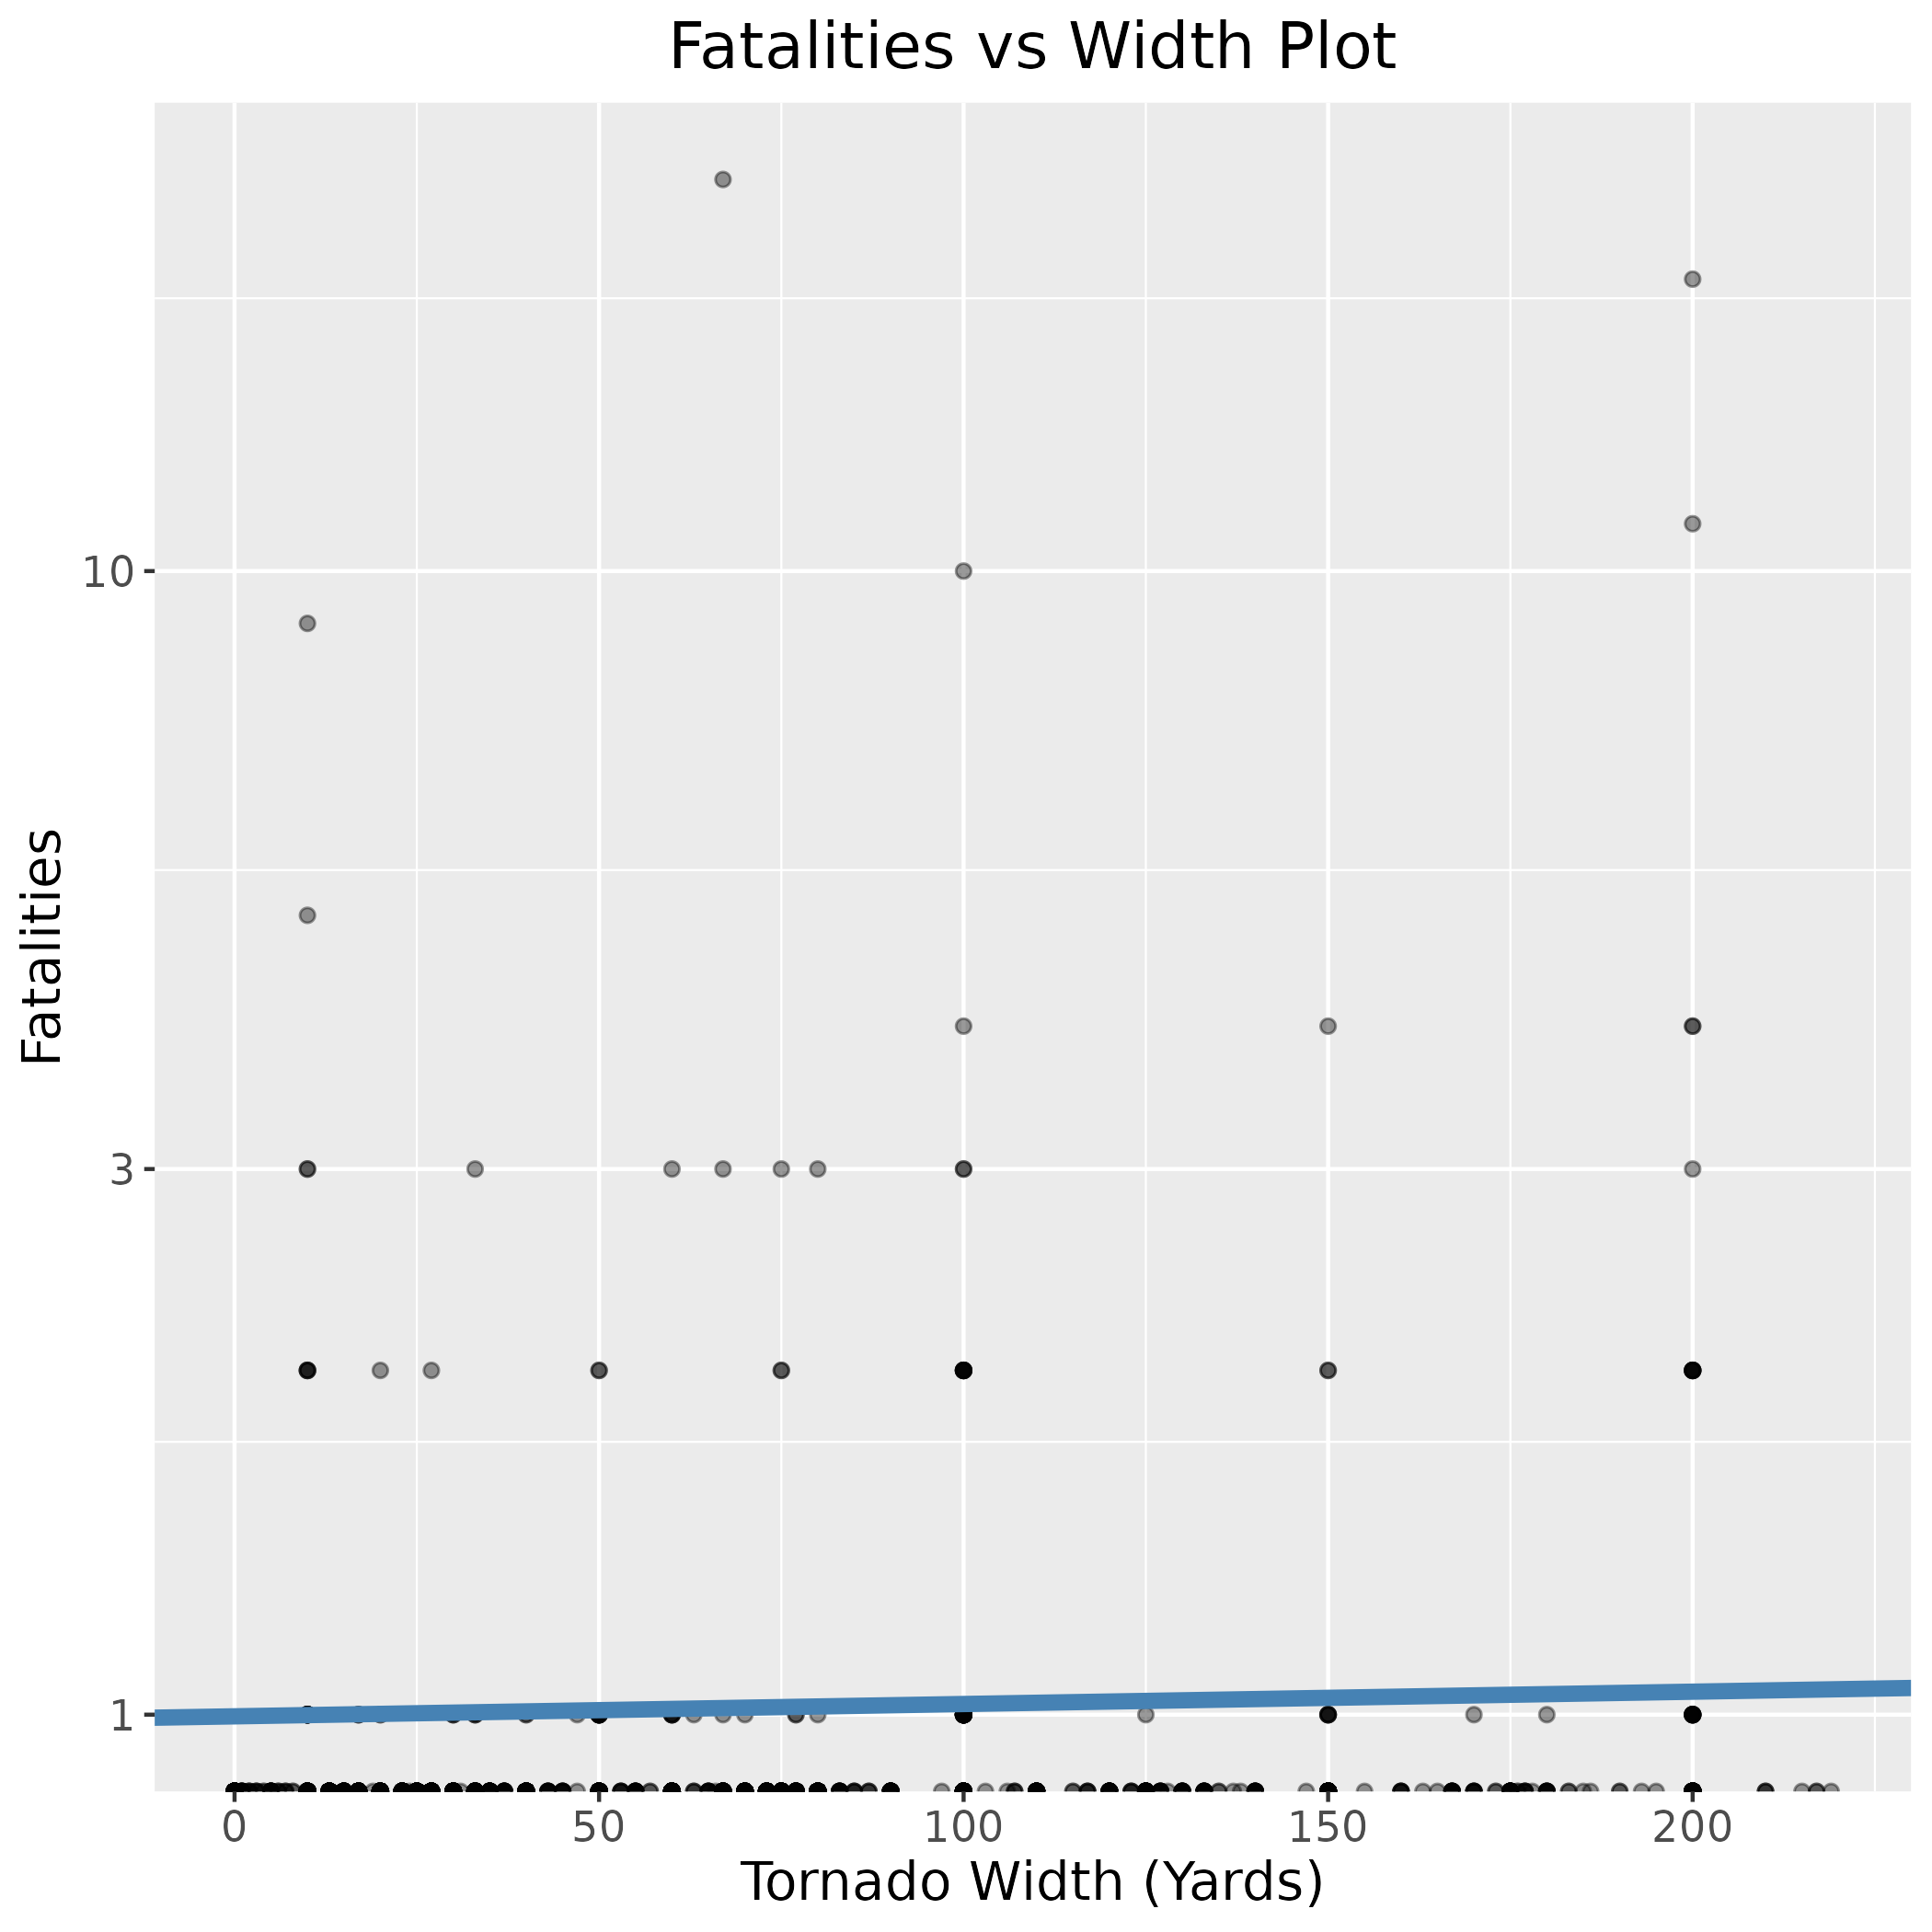 Fatalities vs Width Plot
Fatalities
10
3
1
0 50 100 150 200
Tornado Width (Yards)